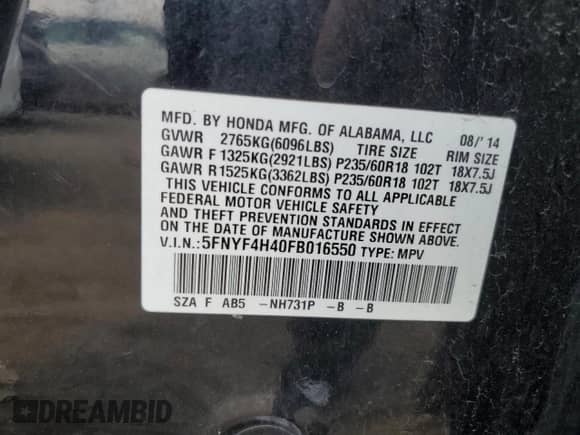 MFD. BY HONDA MFG. OF ALABAMA, LLC 08/' 14
GVWR 2765KG(6096LBS) TIRE SIZE RIM SIZE
GAWR F 1325KG(2921LBS) P235/60R18 102T 18X7.5J
GAWR R 1525KG(3362LBS) P235/60R18 102T 18X7.5J
THIS VEHICLE CONFORMS TO ALL APPLICABLE
FEDERAL MOTOR VEHICLE SAFETY
AND THEFT PREVENTION STANDARDS IN EFFECT
ON THE DATE OF MANUFACTURE SHOWN ABOVE.
V.I.N.:5FNYF4H40FB016550 TYPE: MPV
SZA F AB5 -NH731P -B -B
DREAMBID